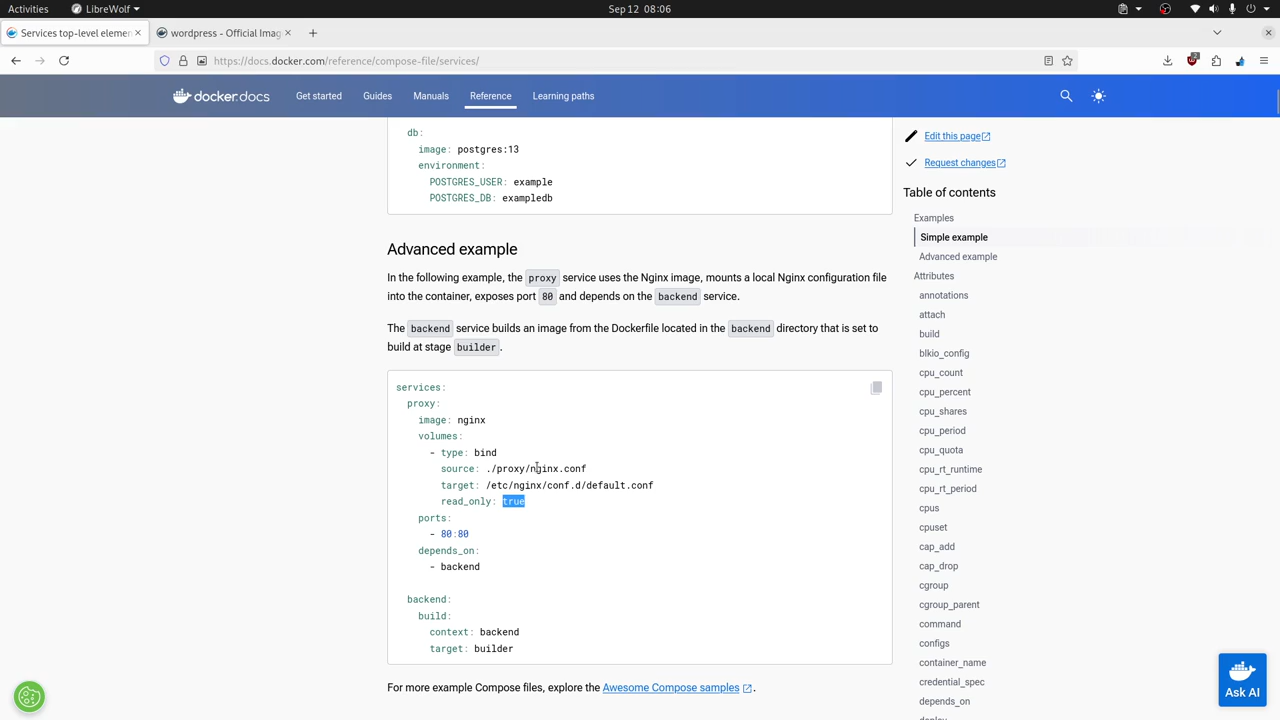 Activities LibreWolf Sep 12 08:06
Services top-level elemen wordpress - Official Imag
https://docs.docker.com/reference/compose-file/services/
docker.docs Get started Guides Manuals Reference Learning paths
db:
image: postgres:13
environment:
POSTGRES_USER: example
POSTGRES_DB: exampledb
Advanced example
In the following example, the proxy service uses the Nginx image, mounts a local Nginx configuration file
into the container, exposes port 80 and depends on the backend service.
The backend service builds an image from the Dockerfile located in the backend directory that is set to
build at stage builder.
services:
proxy:
image: nginx
volumes:
- type: bind
source: ./proxy/nginx.conf
target: /etc/nginx/conf.d/default.conf
read_only: true
ports:
- 80:80
depends_on:
- backend
backend:
build:
context: backend
target: builder
For more example Compose files, explore the Awesome Compose samples.
Edit this page
Request changes
Table of contents
Examples
Simple example
Advanced example
Attributes
annotations
attach
build
blkio_config
cpu_count
cpu_percent
cpu_shares
cpu_period
cpu_quota
cpu_rt_runtime
cpu_rt_period
cpus
cpuset
cap_add
cap_drop
cgroup
cgroup_parent
command
configs
container_name
credential_spec
depends_on
Ask AI